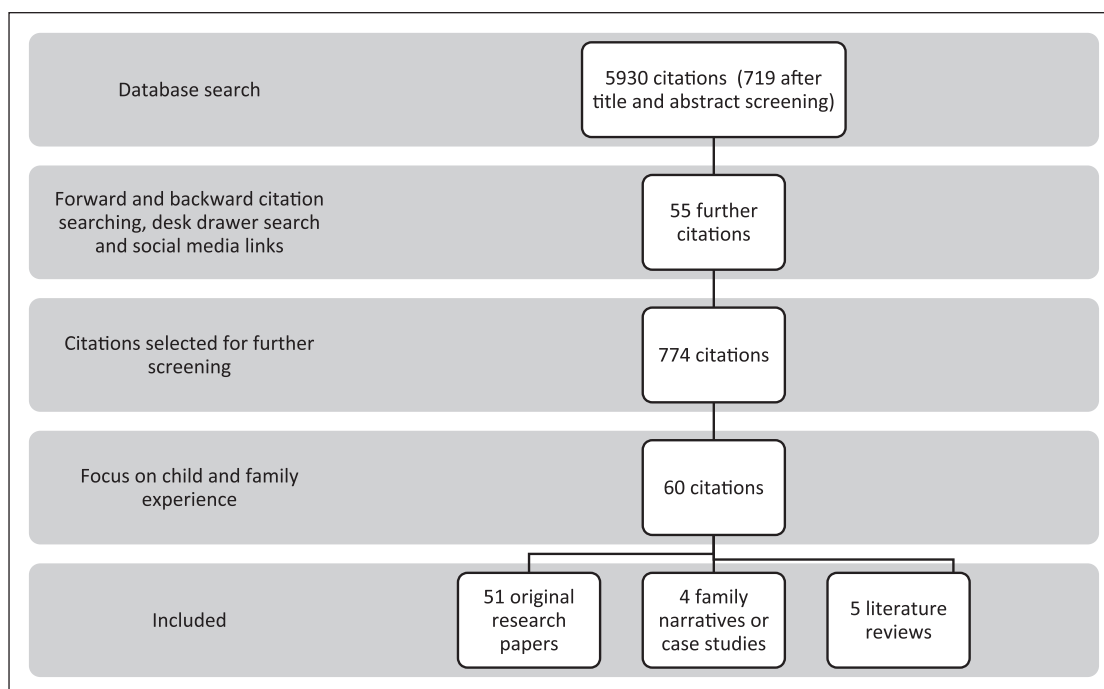 Database search
5930 citations (719 after
title and abstract screening)
Forward and backward citation
searching, desk drawer search
and social media links
55 further
citations
Citations selected for further
screening
774 citations
Focus on child and family
experience
60 citations
Included
51 original
research
papers
4 family
narratives or
case studies
5 literature
reviews